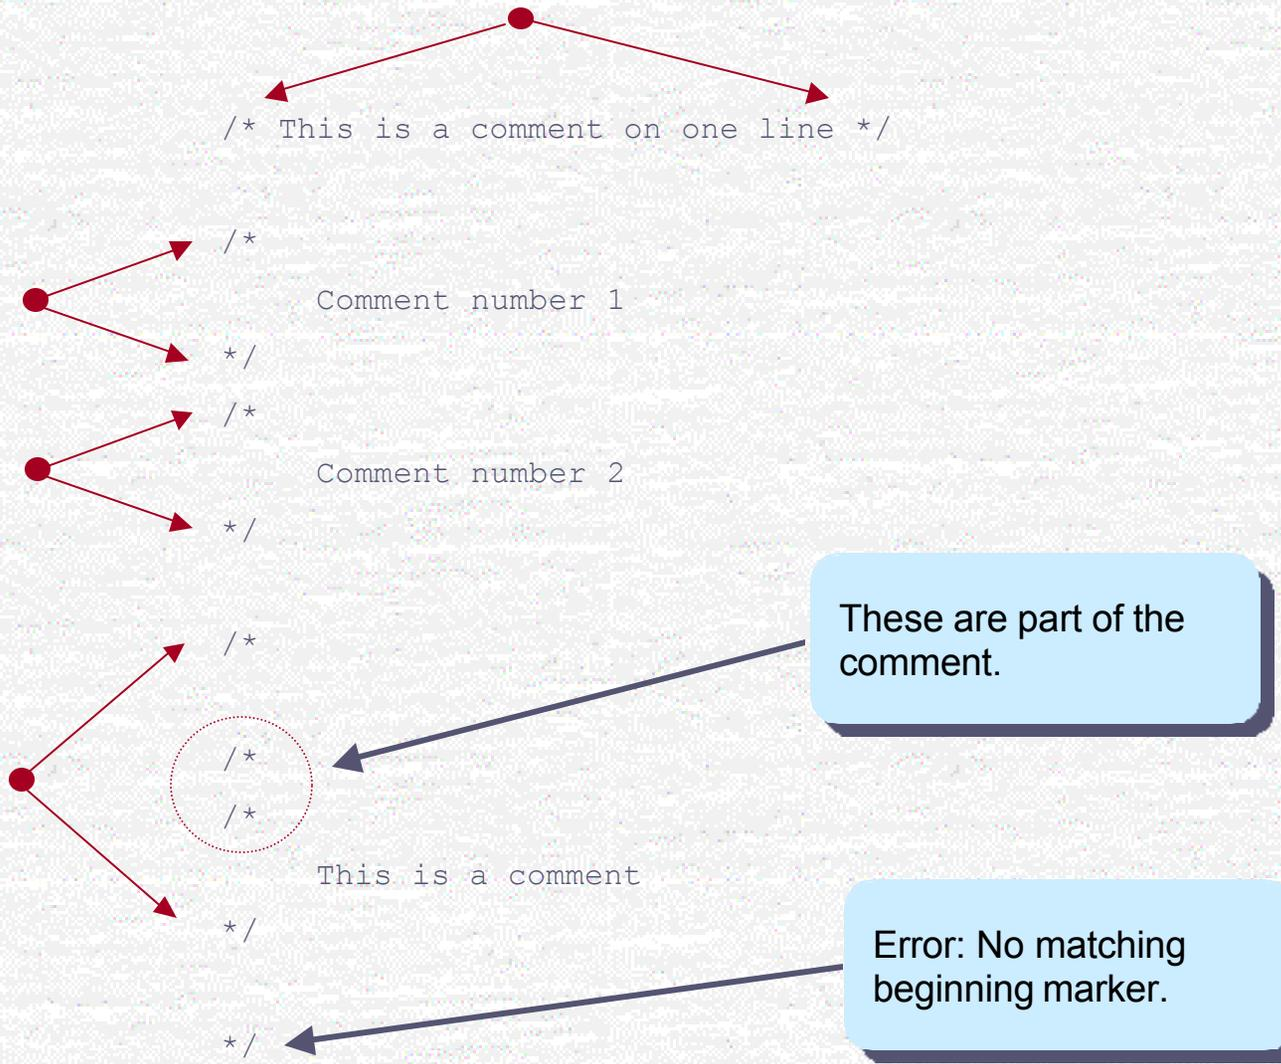 /* This is a comment on one line */
/*
Comment number 1
*/
/*
Comment number 2
*/
/*
These are part of the
comment.
/*
/*
This is a comment
*/
Error: No matching
beginning marker.
*/